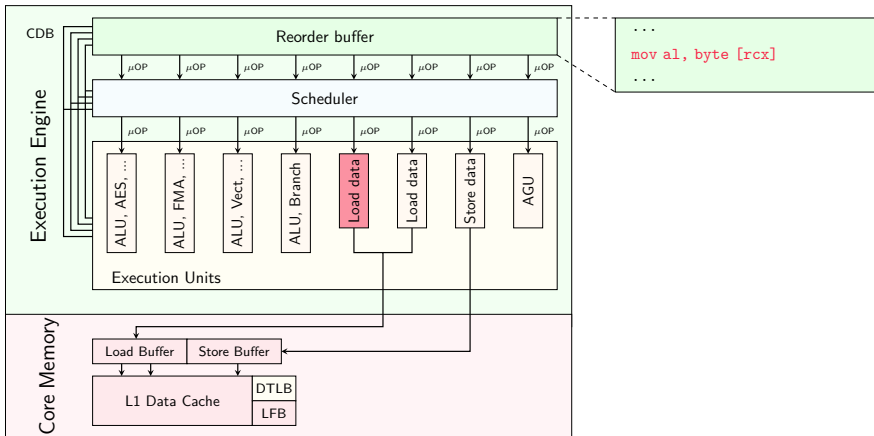 CDB
Reorder buffer
...
mov al, byte [rcx]
...
μOP μOP μOP μOP μOP μOP μOP μOP
Scheduler
μOP μOP μOP μOP μOP μOP μOP μOP
Execution Engine
ALU, AES, ...
ALU, FMA, ...
ALU, Vect, ...
ALU, Branch
Load data
Load data
Store data
AGU
Execution Units
Core Memory
Load Buffer
Store Buffer
L1 Data Cache
DTLB
LFB